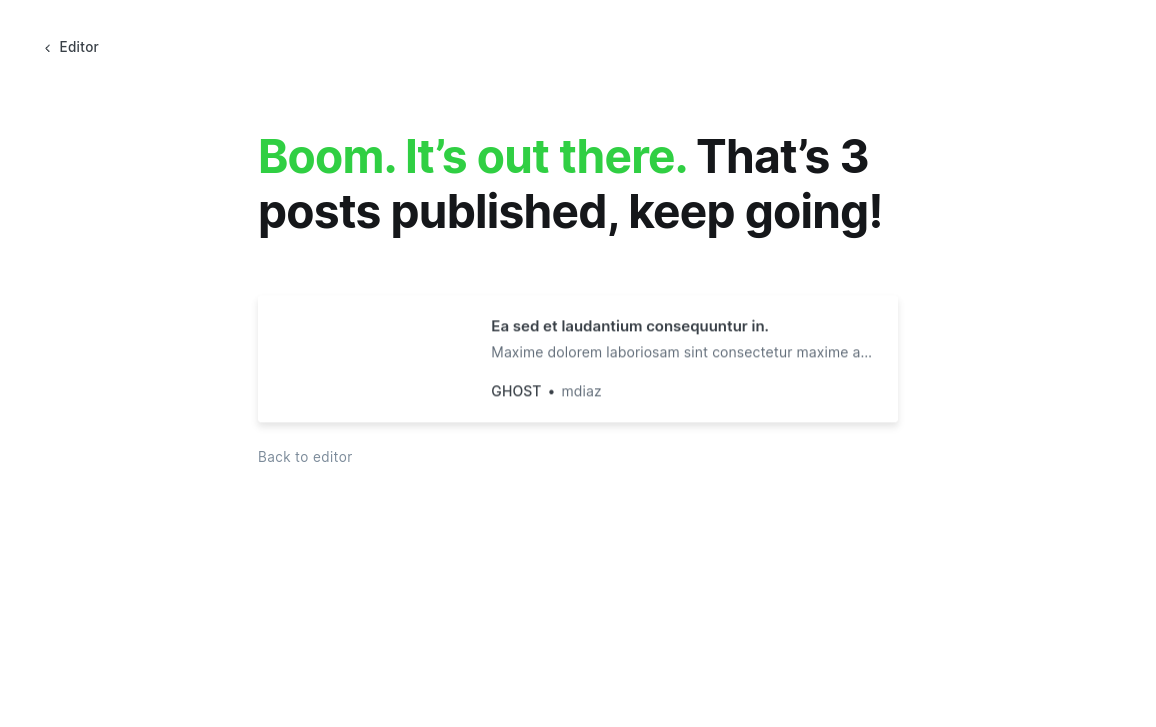 Editor
Boom. It’s out there. That’s 3
posts published, keep going!
Ea sed et laudantium consequuntur in.
Maxime dolorem laboriosam sint consectetur maxime a...
GHOST • mdiaz
Back to editor